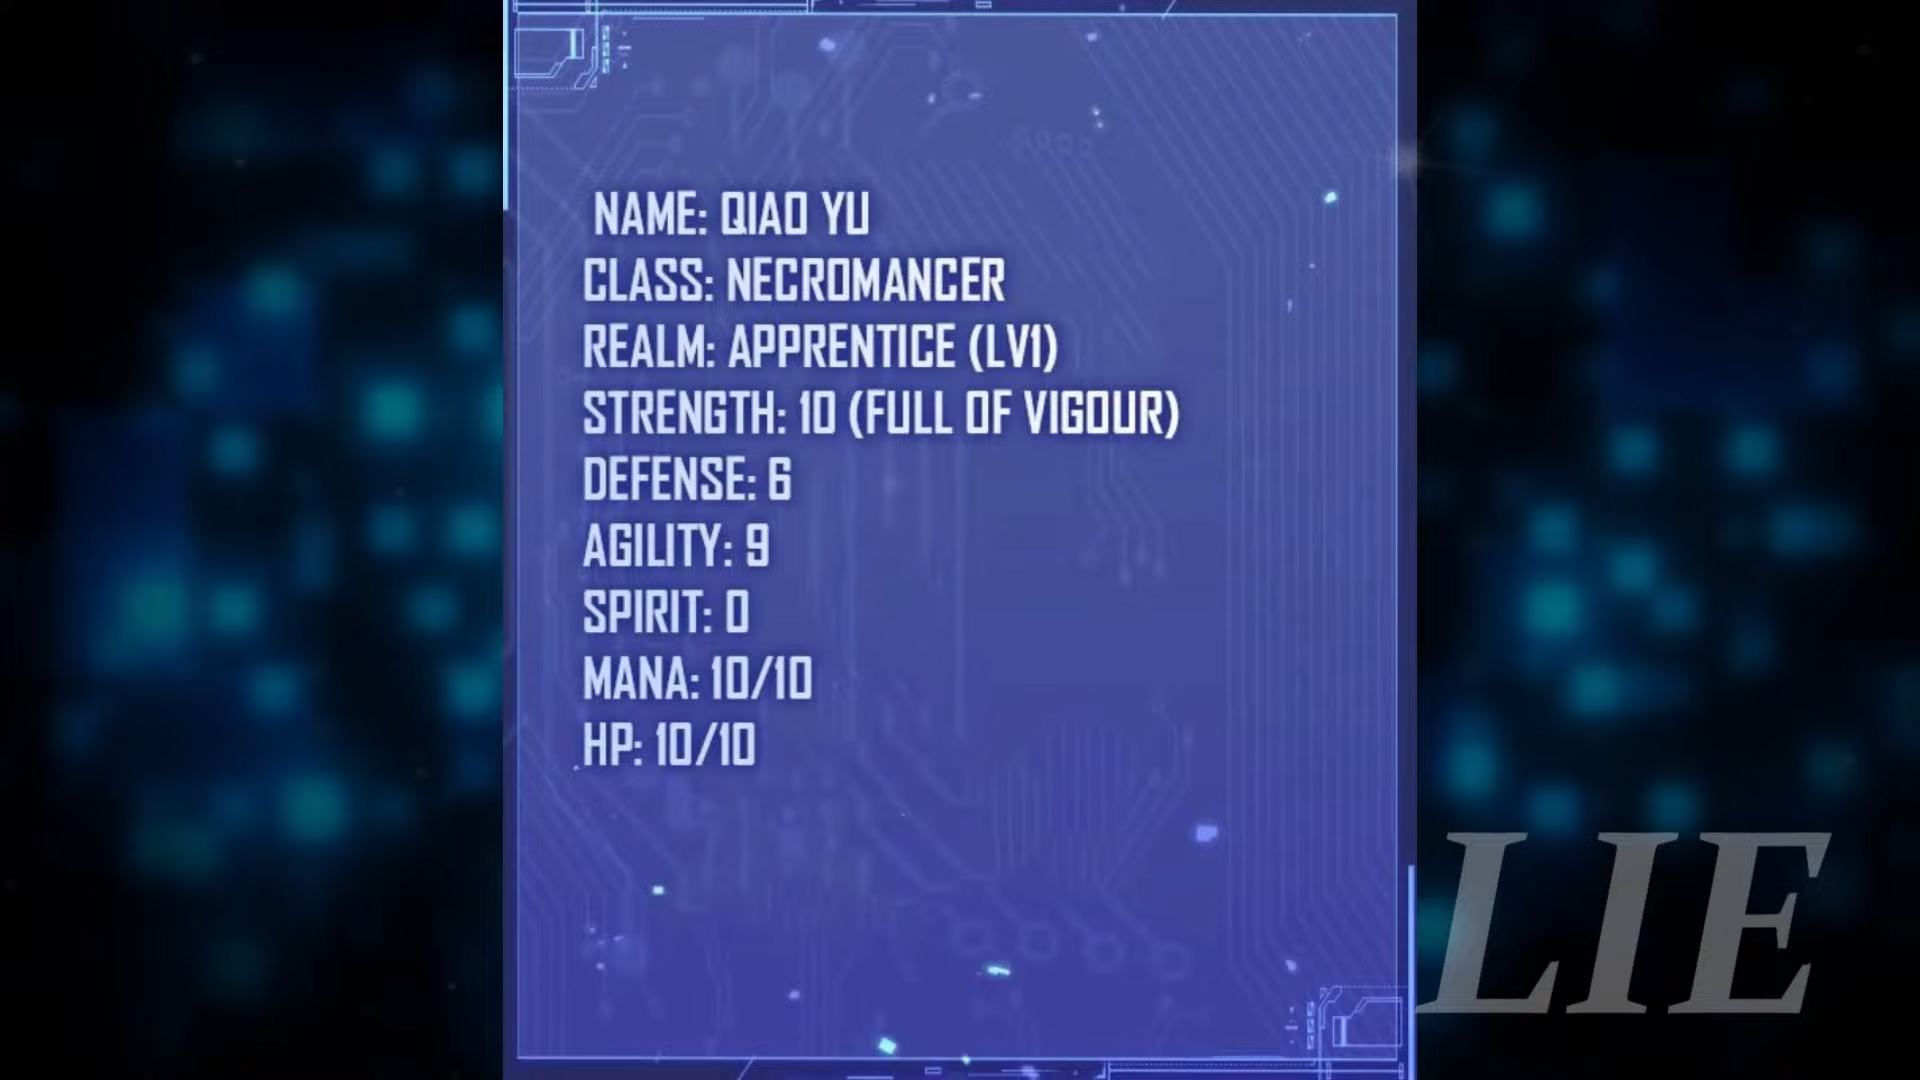 NAME: QIAO YU
CLASS: NECROMANCER
REALM: APPRENTICE (LV1)
STRENGTH: 10 (FULL OF VIGOUR)
DEFENSE: 6
AGILITY: 9
SPIRIT: 0
MANA: 10/10
HP: 10/10
LIE